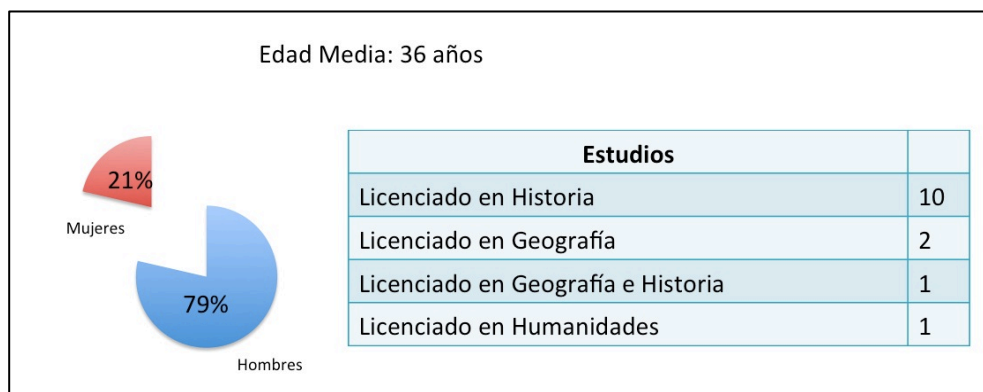 Edad Media: 36 años
21%
Mujeres
79%
Hombres
Estudios
Licenciado en Historia 10
Licenciado en Geografía 2
Licenciado en Geografía e Historia 1
Licenciado en Humanidades 1